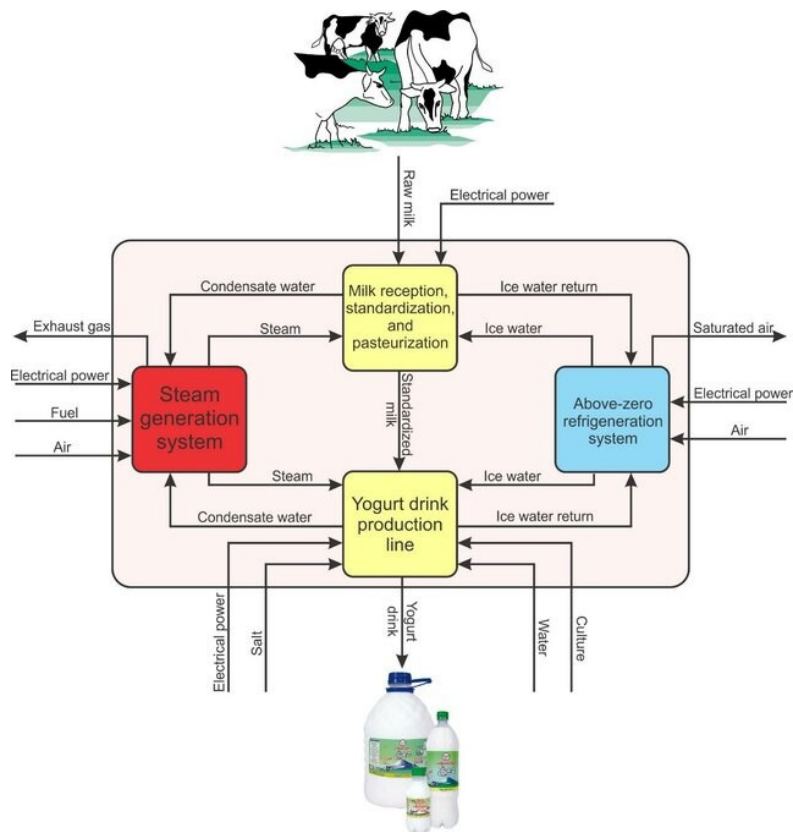 Raw milk
Electrical power
Condensate water
Milk reception,
standardization,
and
pasteurization
Ice water return
Exhaust gas
Steam
Ice water
Saturated air
Electrical power
Steam
generation
system
Standardized
milk
Above-zero
refrigeneration
system
Electrical power
Fuel
Air
Air
Steam
Yogurt drink
production
line
Ice water
Condensate water
Ice water return
Electrical power
Salt
Yogurt
drink
Water
Culture